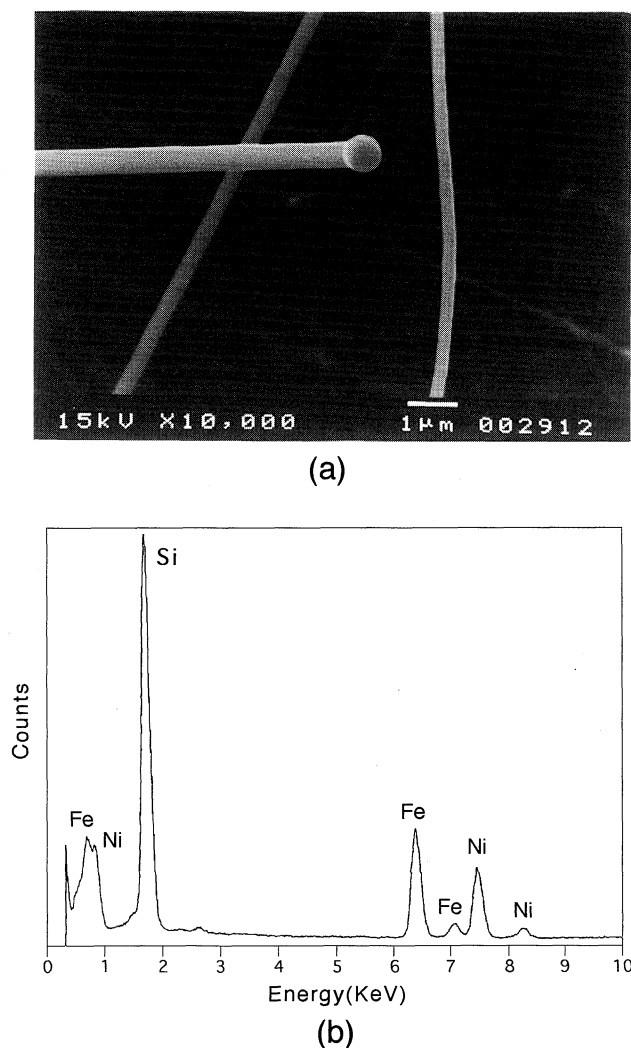 15kV X10,000 1μm 002912
(a)
Si
Fe
Ni
Fe
Ni
Fe
Ni
Counts
0 1 2 3 4 5 6 7 8 9 10
Energy(KeV)
(b)